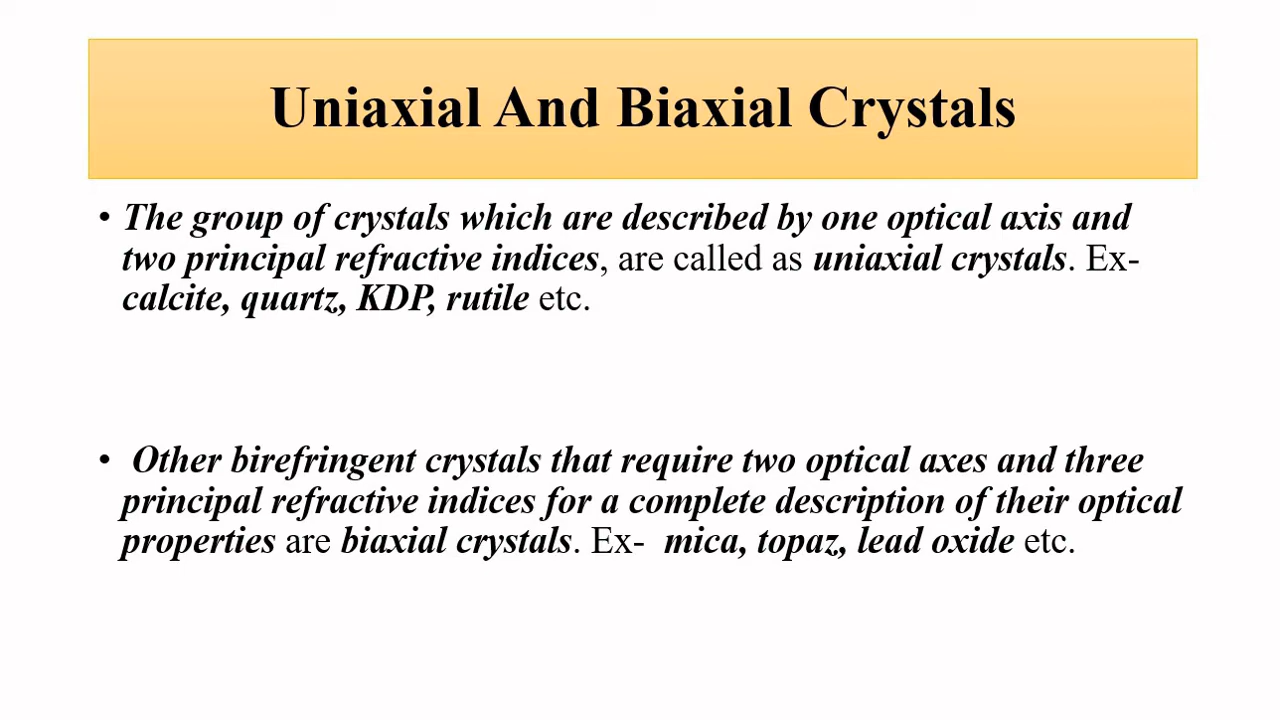 Uniaxial And Biaxial Crystals
• The group of crystals which are described by one optical axis and
two principal refractive indices, are called as uniaxial crystals. Ex-
calcite, quartz, KDP, rutile etc.
• Other birefringent crystals that require two optical axes and three
principal refractive indices for a complete description of their optical
properties are biaxial crystals. Ex- mica, topaz, lead oxide etc.